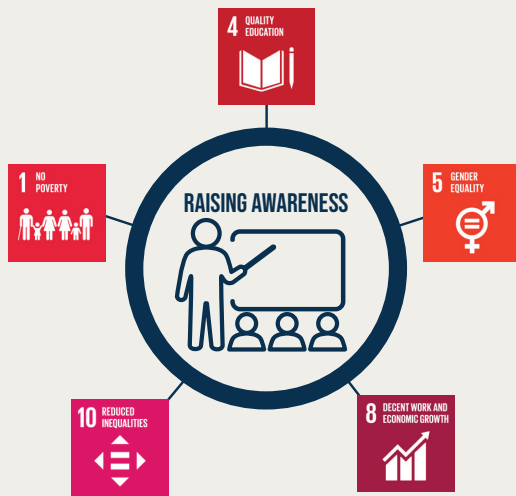 4 QUALITY
EDUCATION
1 NO
POVERTY
RAISING AWARENESS
5 GENDER
EQUALITY
10 REDUCED
INEQUALITIES
8 DECENT WORK AND
ECONOMIC GROWTH